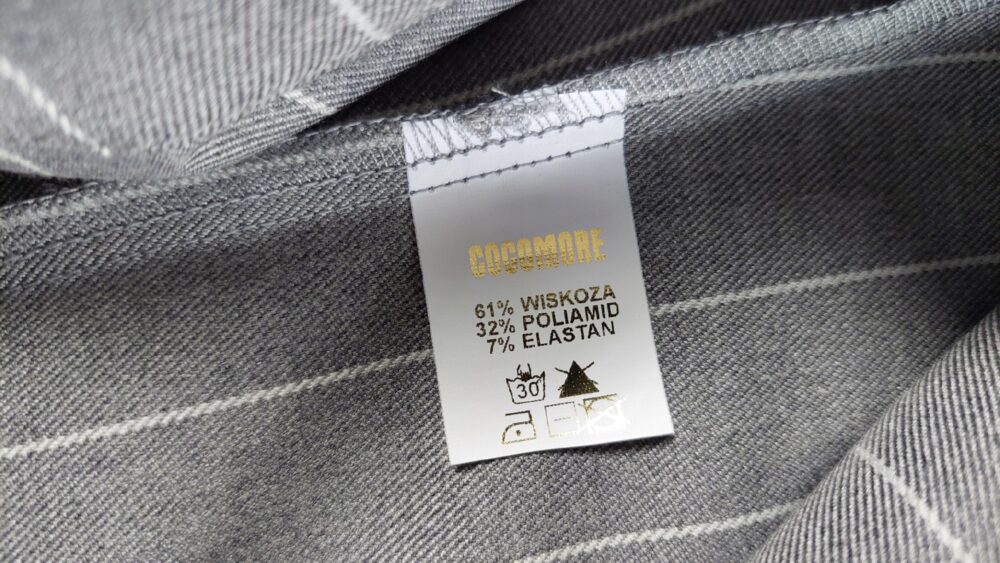 COCOMORE
61% WISKOZA
32% POLIAMID
7% ELASTAN
30